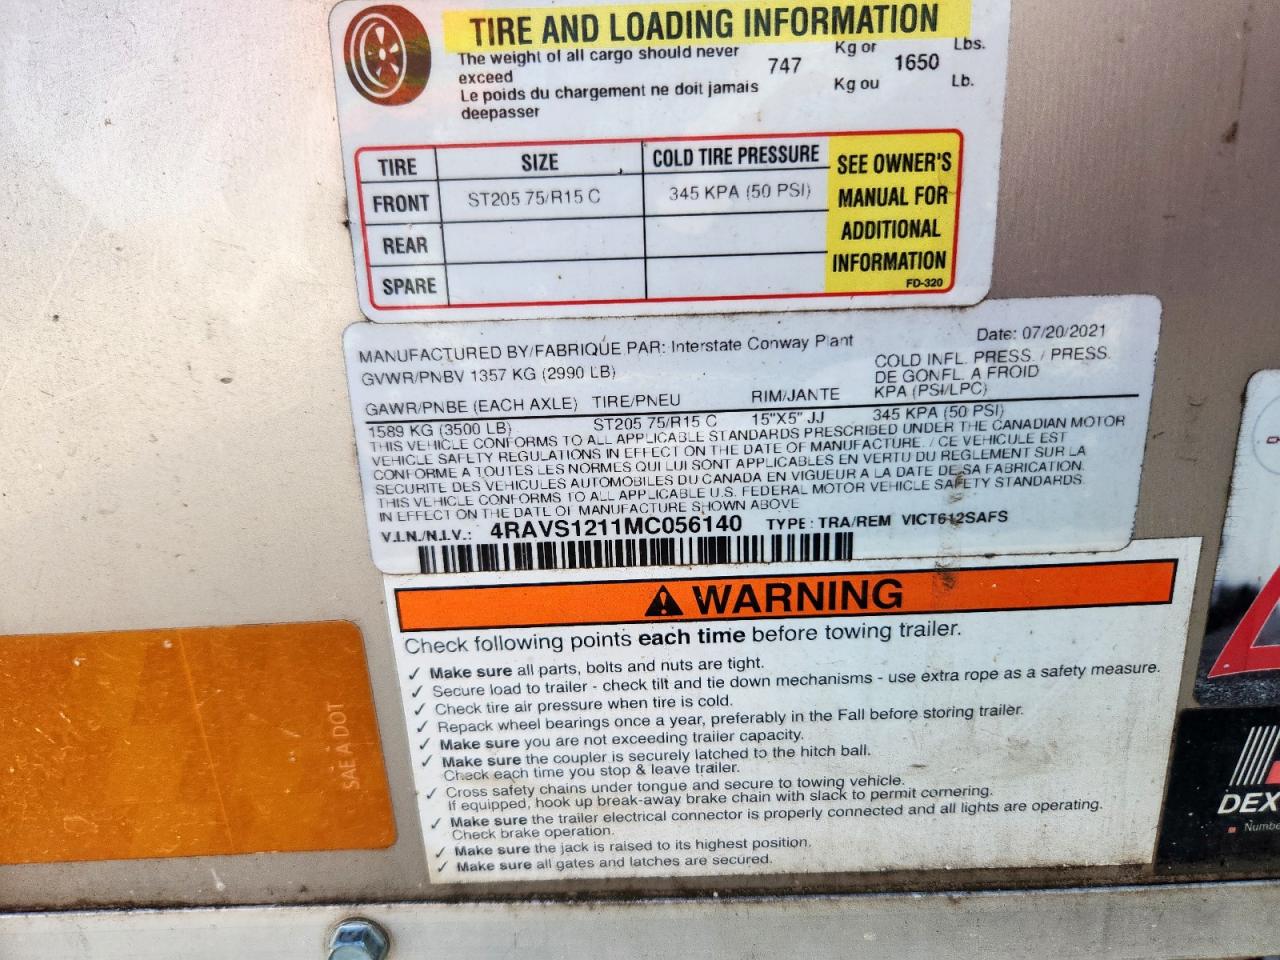 TIRE AND LOADING INFORMATION
The weight of all cargo should never exceed
747 Kg or 1650 Lbs.
Le poids du chargement ne doit jamais deepasser
Kg ou Lb.
TIRE SIZE COLD TIRE PRESSURE
FRONT ST205 75/R15 C 345 KPA (50 PSI)
REAR
SPARE
SEE OWNER'S
MANUAL FOR
ADDITIONAL
INFORMATION
FD-320
MANUFACTURED BY/FABRIQUE PAR: Interstate Conway Plant Date: 07/20/2021
GVWR/PNBV 1357 KG (2990 LB)
COLD INFL. PRESS. / PRESS.
DE GONFL. A FROID
KPA (PSI/LPC)
GAWR/PNBE (EACH AXLE) TIRE/PNEU RIM/JANTE
1589 KG (3500 LB) ST205 75/R15 C 15"X5" JJ 345 KPA (50 PSI)
THIS VEHICLE CONFORMS TO ALL APPLICABLE STANDARDS PRESCRIBED UNDER THE CANADIAN MOTOR
VEHICLE SAFETY REGULATIONS IN EFFECT ON THE DATE OF MANUFACTURE. / CE VEHICULE EST
CONFORME A TOUTES LES NORMES QUI LUI SONT APPLICABLES EN VERTU DU REGLEMENT SUR LA
SECURITE DES VEHICULES AUTOMOBILES DU CANADA EN VIGUEUR A LA DATE DE SA FABRICATION.
THIS VEHICLE CONFORMS TO ALL APPLICABLE U.S. FEDERAL MOTOR VEHICLE SAFETY STANDARDS
IN EFFECT ON THE DATE OF MANUFACTURE SHOWN ABOVE
V.I.N./N.I.V.: 4RAVS1211MC056140 TYPE: TRA/REM VICT612SAFS
WARNING
Check following points each time before towing trailer.
✓ Make sure all parts, bolts and nuts are tight.
✓ Secure load to trailer - check tilt and tie down mechanisms - use extra rope as a safety measure.
✓ Check tire air pressure when tire is cold.
✓ Repack wheel bearings once a year, preferably in the Fall before storing trailer.
✓ Make sure you are not exceeding trailer capacity.
✓ Make sure the coupler is securely latched to the hitch ball.
Check each time you stop & leave trailer.
✓ Cross safety chains under tongue and secure to towing vehicle.
If equipped, hook up break-away brake chain with slack to permit cornering.
✓ Make sure the trailer electrical connector is properly connected and all lights are operating.
Check brake operation.
✓ Make sure the jack is raised to its highest position.
✓ Make sure all gates and latches are secured.
SAE A DOT
DEX
Numbe